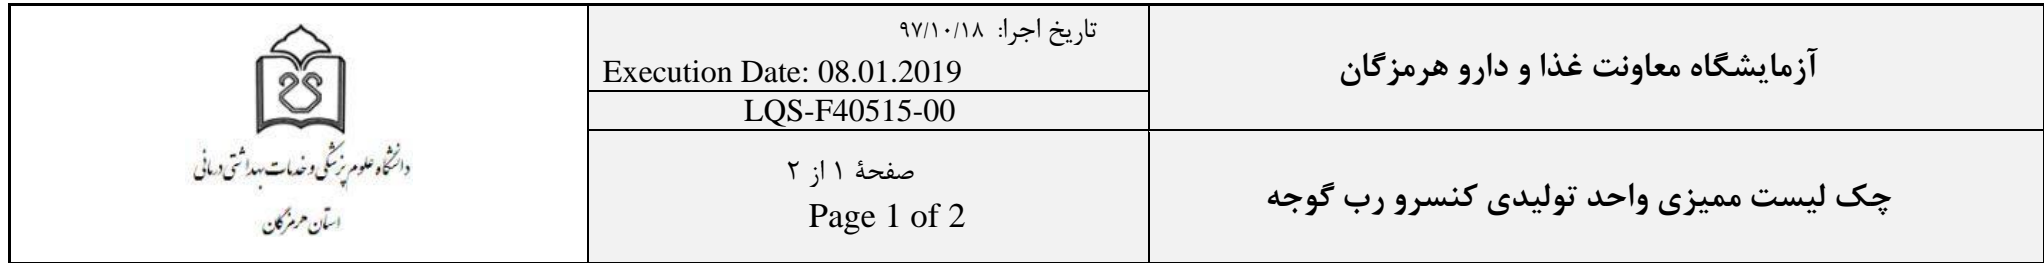 آزمایشگاه معاونت غذا و دارو هرمزگان
تاریخ اجرا: ۹۷/۱۰/۱۸
Execution Date: 08.01.2019
LQS-F40515-00
دانشگاه علوم پزشکی و خدمات بهداشتی درمانی
استان هرمزگان
چک لیست ممیزی واحد تولیدی کنسرو رب گوجه
صفحهٔ ۱ از ۲
Page 1 of 2